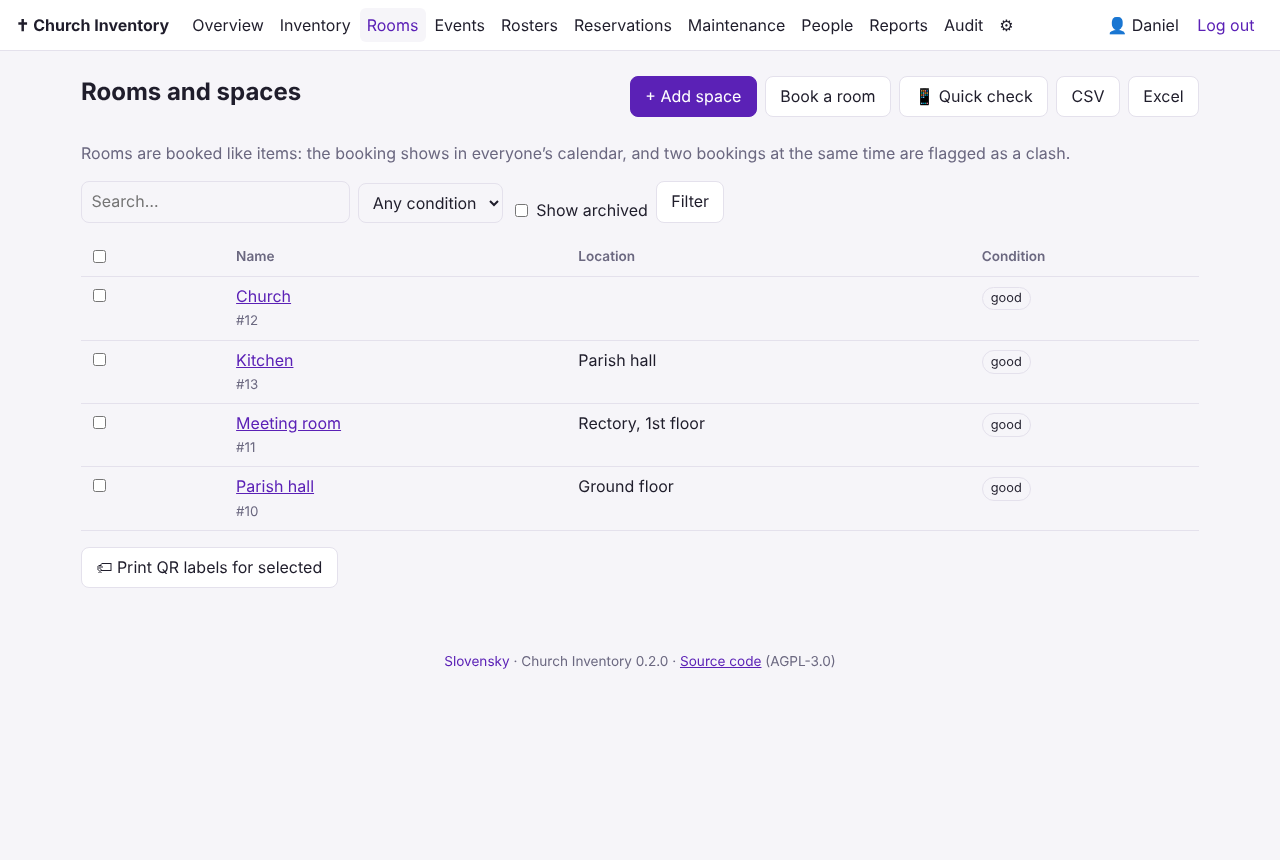 ✝ Church Inventory Overview Inventory Rooms Events Rosters Reservations Maintenance People Reports Audit ⚙ 👤 Daniel Log out
Rooms and spaces + Add space Book a room 📱 Quick check CSV Excel
Rooms are booked like items: the booking shows in everyone’s calendar, and two bookings at the same time are flagged as a clash.
Search… Any condition Show archived Filter
Name Location Condition
Church good
#12
Kitchen Parish hall good
#13
Meeting room Rectory, 1st floor good
#11
Parish hall Ground floor good
#10
🏷 Print QR labels for selected
Slovensky · Church Inventory 0.2.0 · Source code (AGPL-3.0)